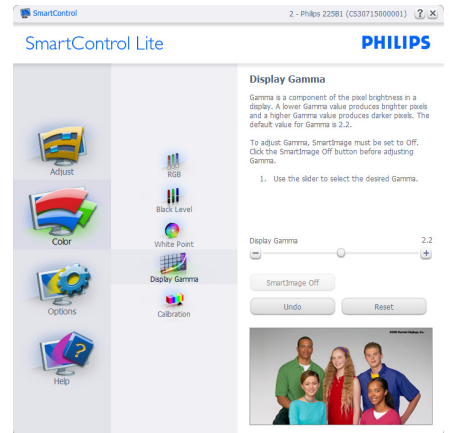 SmartControl
2 - Philips 225B1 (CS30715000001)
SmartControl Lite
PHILIPS
Adjust
Color
Options
Help
RGB
Black Level
White Point
Display Gamma
Calibration
Display Gamma
Gamma is a component of the pixel brightness in a
display. A lower Gamma value produces brighter pixels
and a higher Gamma value produces darker pixels. The
default value for Gamma is 2.2.
To adjust Gamma, SmartImage must be set to Off.
Click the SmartImage Off button before adjusting
Gamma.
1. Use the slider to select the desired Gamma.
Display Gamma 2.2
SmartImage Off
Undo Reset